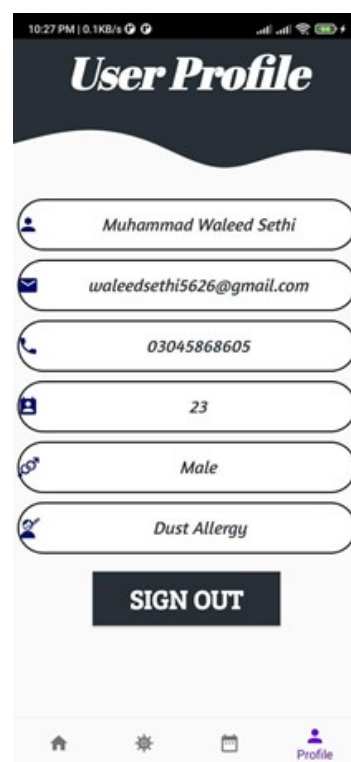 10:27 PM | 0.1KB/s
User Profile
Muhammad Waleed Sethi
waleedsethi5626@gmail.com
03045868605
23
Male
Dust Allergy
SIGN OUT
Profile